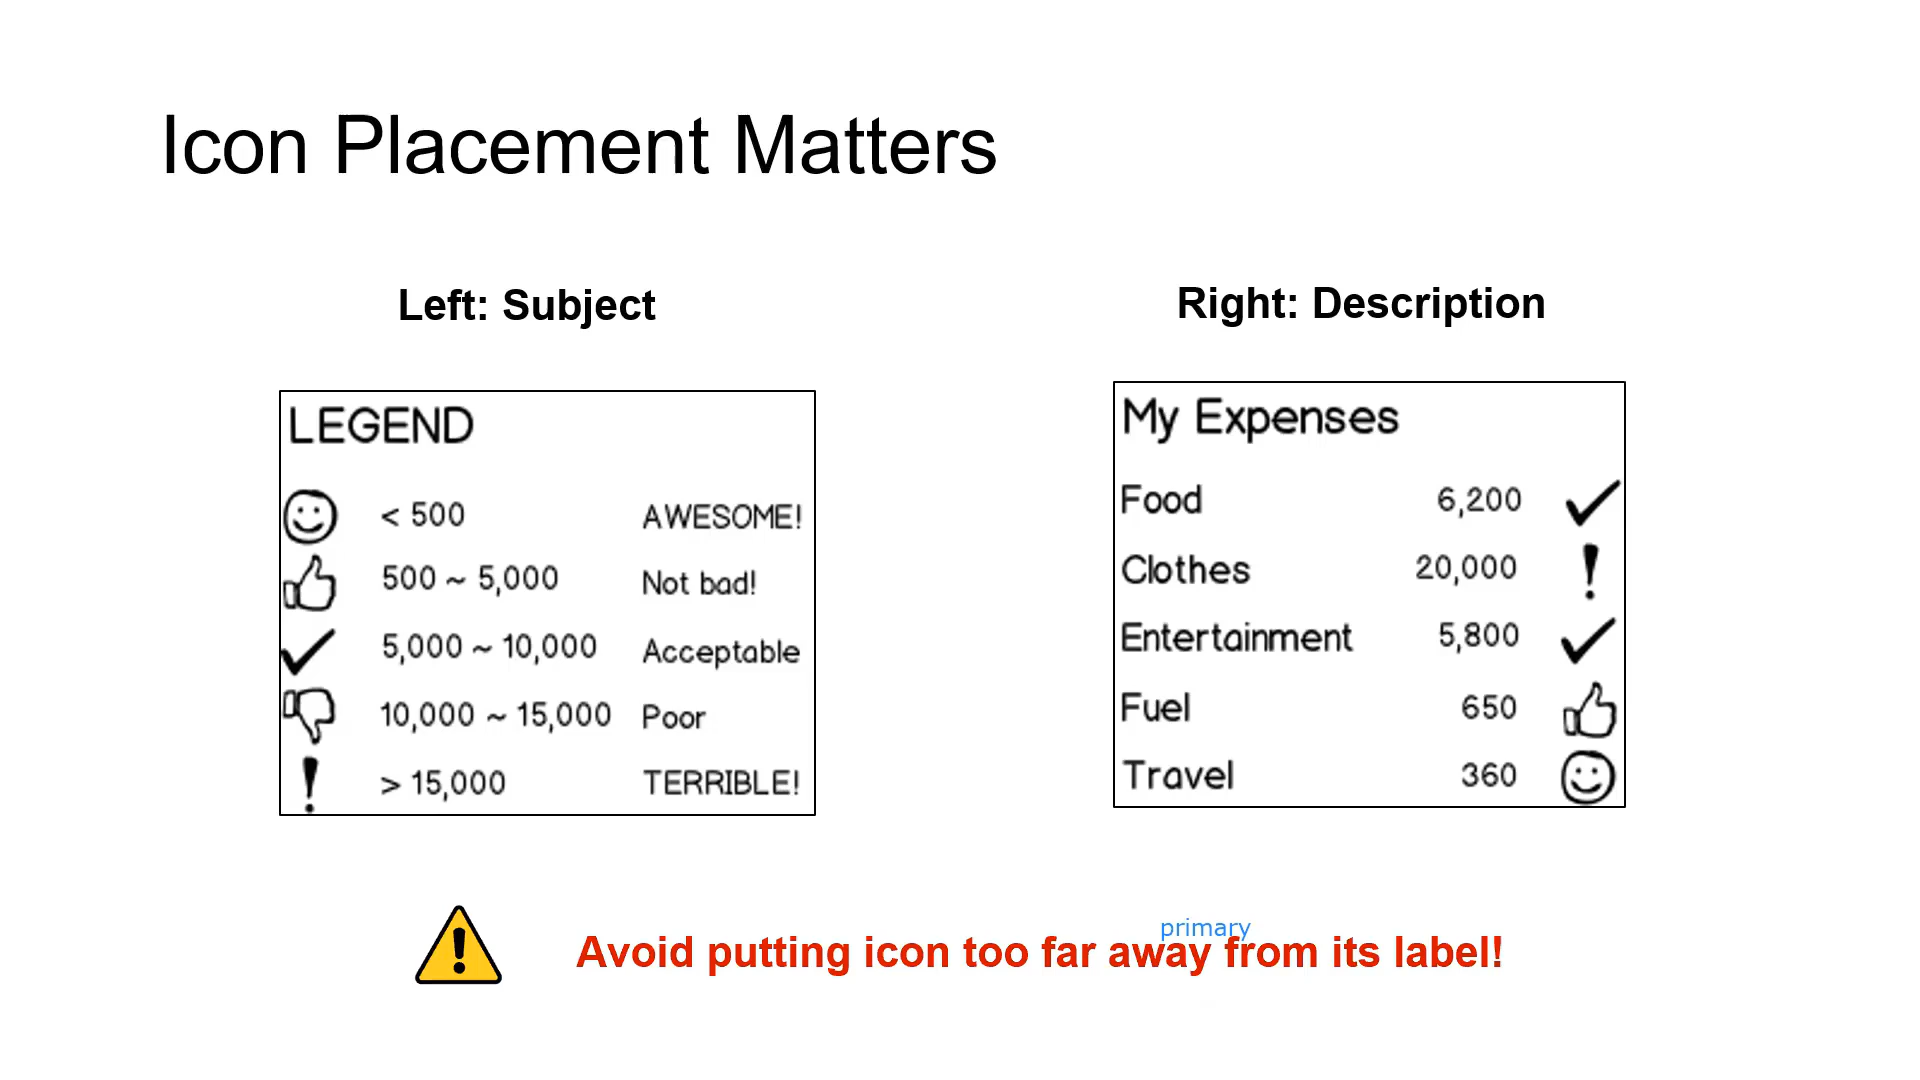 Icon Placement Matters
Left: Subject
LEGEND
< 500 AWESOME!
500 ~ 5,000 Not bad!
5,000 ~ 10,000 Acceptable
10,000 ~ 15,000 Poor
> 15,000 TERRIBLE!
Right: Description
My Expenses
Food 6,200
Clothes 20,000
Entertainment 5,800
Fuel 650
Travel 360
primary
Avoid putting icon too far away from its label!